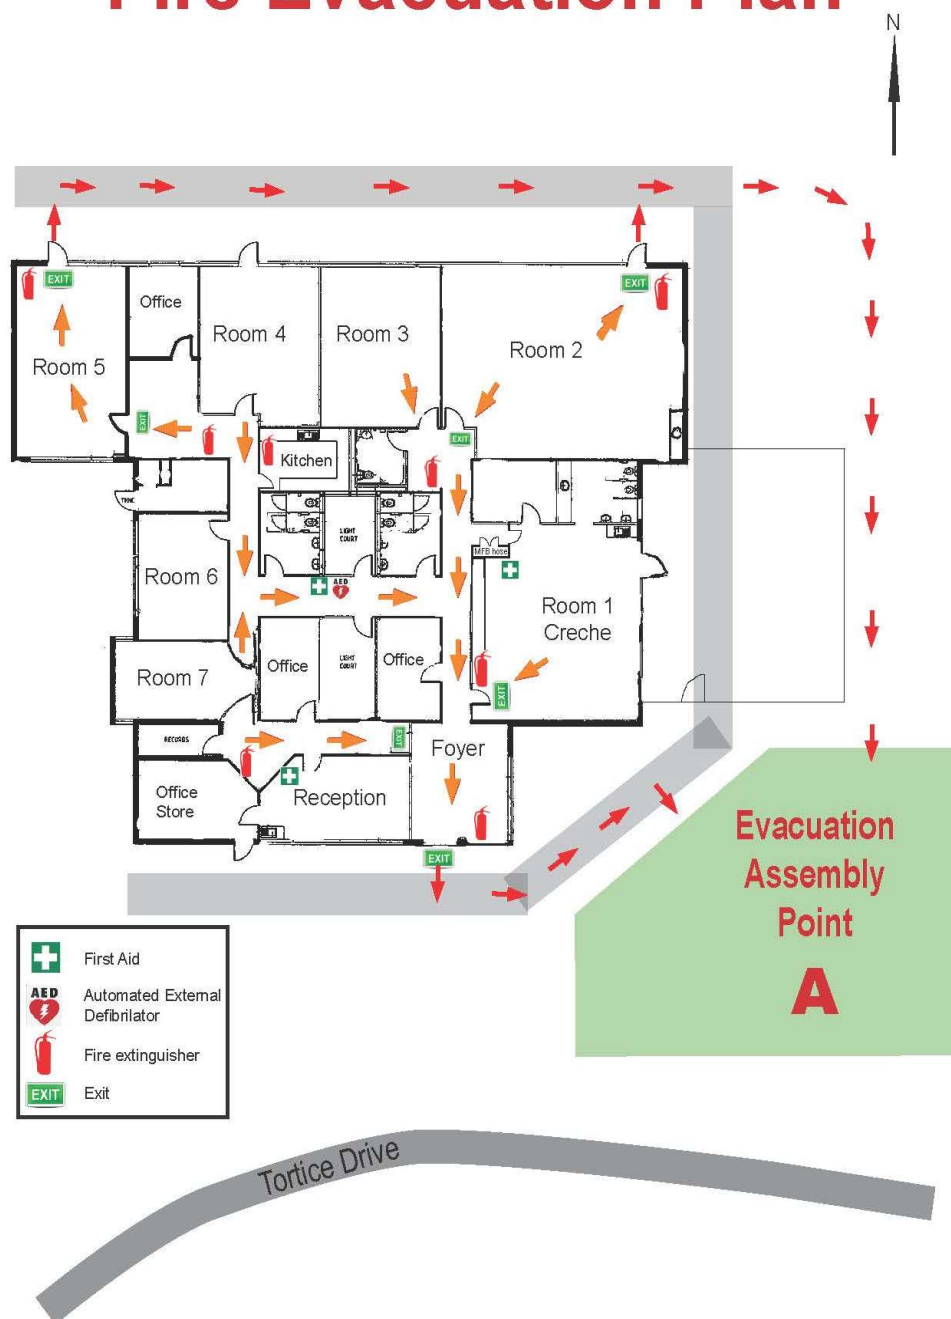 Fire Evacuation Plan
N
EXIT
EXIT
Office
Room 4
Room 3
Room 2
Room 5
EXIT
EXIT
Kitchen
LIGHT
COURT
MFB hose
Room 6
AED
Room 1
Creche
Office
LIGHT
COURT
Office
Room 7
EXIT
RECORDS
EXIT
Foyer
Office
Store
Reception
EXIT
Evacuation
Assembly
Point
A
First Aid
AED
Automated External
Defibrilator
Fire extinguisher
EXIT
Exit
Tortice Drive